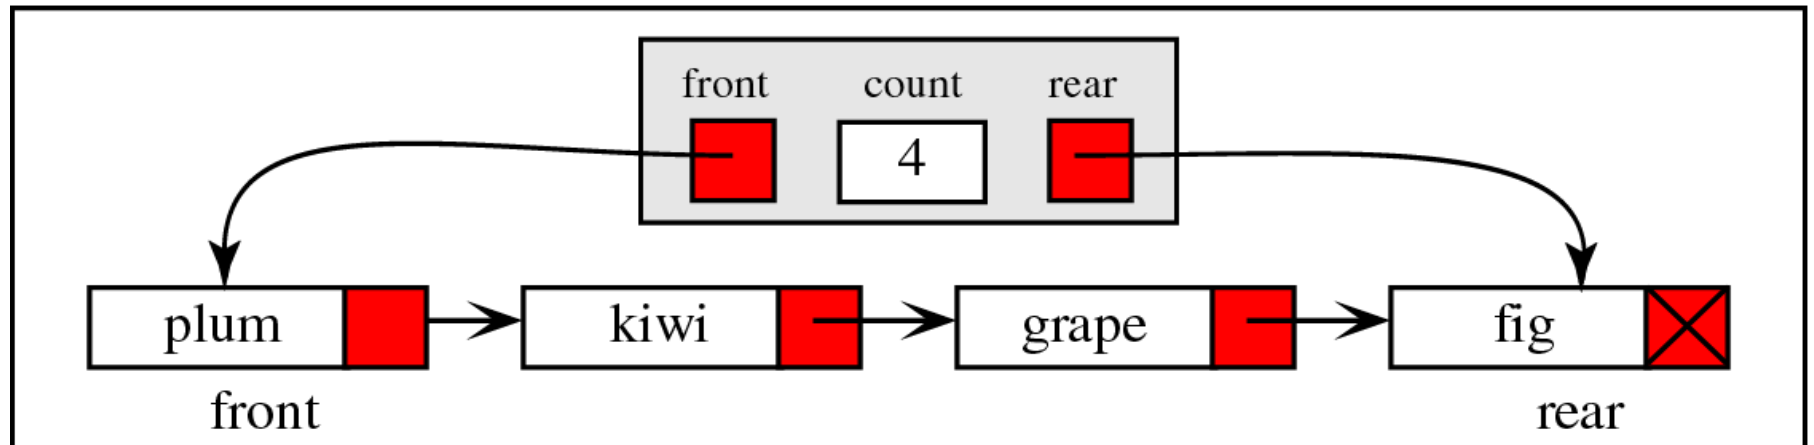 front count rear
4
plum kiwi grape fig
front rear